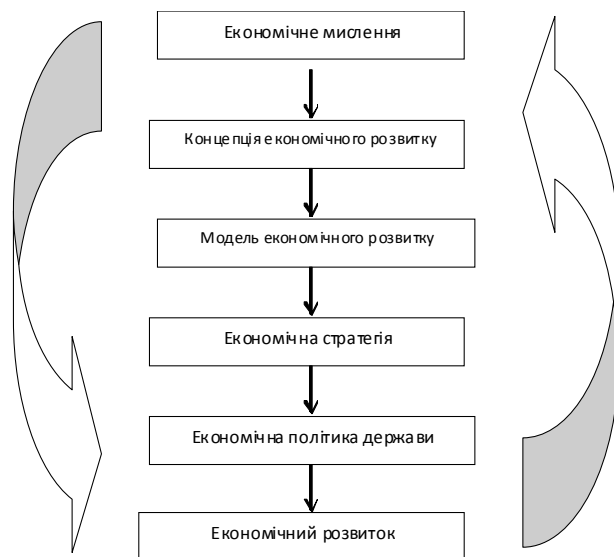 Економічне мислення
Концепція економічного розвитку
Модель економічного розвитку
Економічна стратегія
Економічна політика держави
Економічний розвиток